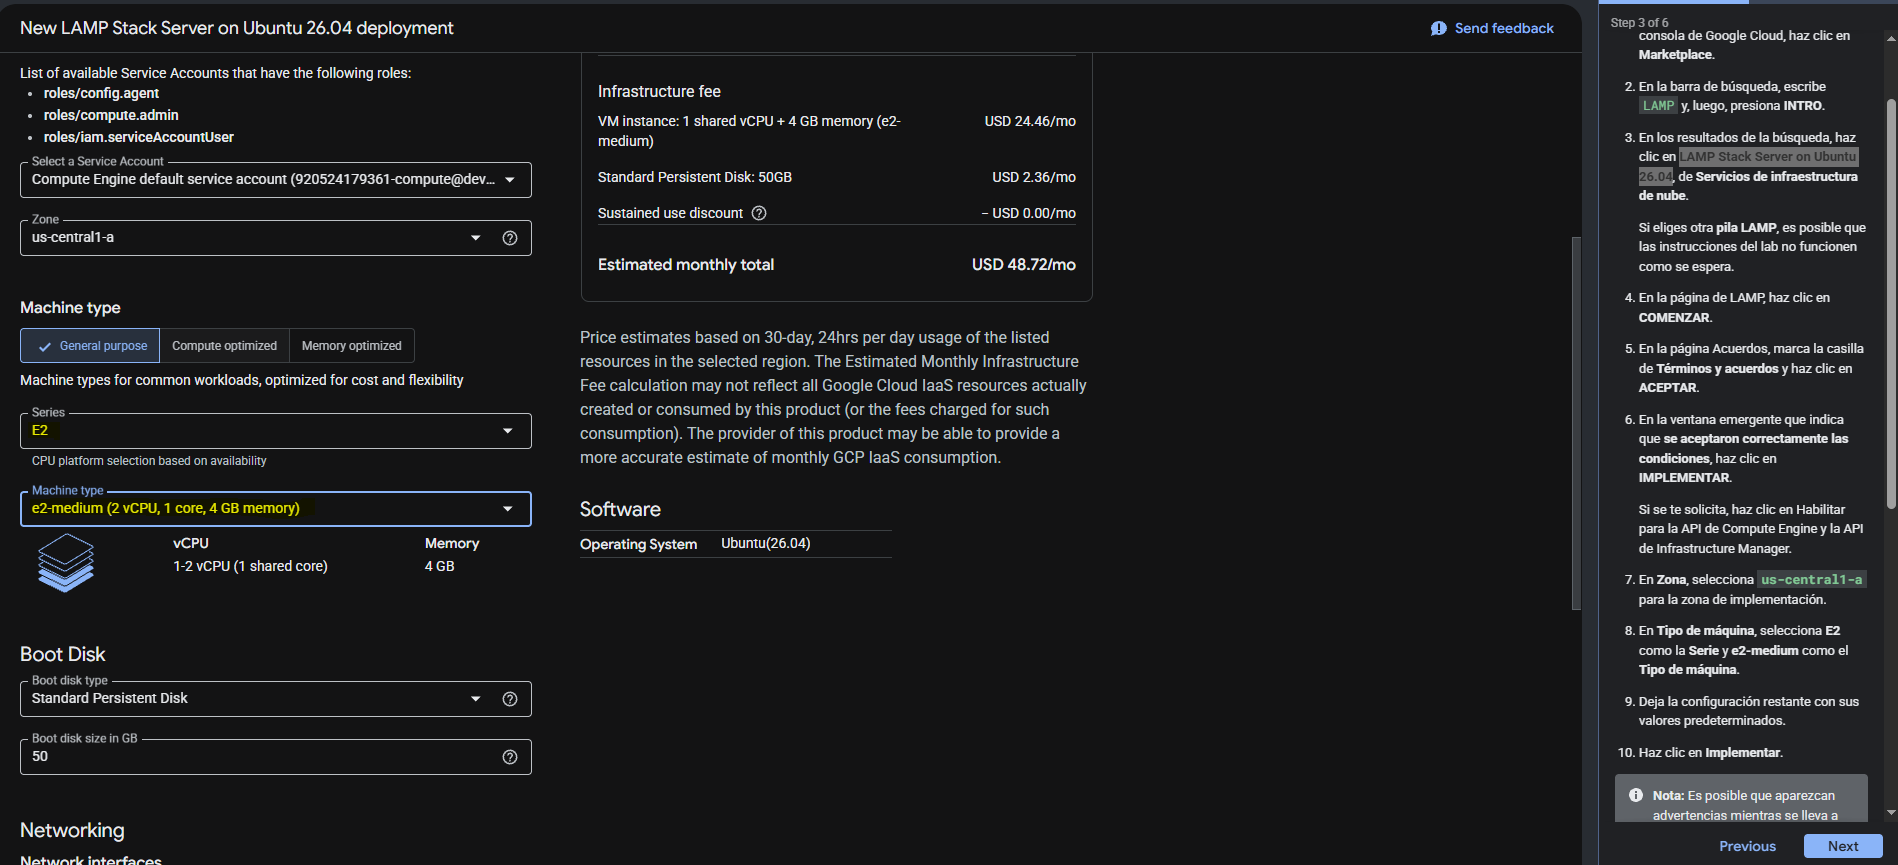 New LAMP Stack Server on Ubuntu 26.04 deployment
Send feedback
List of available Service Accounts that have the following roles:
• roles/config.agent
• roles/compute.admin
• roles/iam.serviceAccountUser
Select a Service Account
Compute Engine default service account (920524179361-compute@dev...
Zone
us-central1-a
Machine type
General purpose
Compute optimized
Memory optimized
Machine types for common workloads, optimized for cost and flexibility
Series
E2
CPU platform selection based on availability
Machine type
e2-medium (2 vCPU, 1 core, 4 GB memory)
vCPU
Memory
1-2 vCPU (1 shared core)
4 GB
Boot Disk
Boot disk type
Standard Persistent Disk
Boot disk size in GB
50
Networking
Network interfaces
Infrastructure fee
VM instance: 1 shared vCPU + 4 GB memory (e2-
medium)
USD 24.46/mo
Standard Persistent Disk: 50GB
USD 2.36/mo
Sustained use discount
− USD 0.00/mo
Estimated monthly total
USD 48.72/mo
Price estimates based on 30-day, 24hrs per day usage of the listed
resources in the selected region. The Estimated Monthly Infrastructure
Fee calculation may not reflect all Google Cloud IaaS resources actually
created or consumed by this product (or the fees charged for such
consumption). The provider of this product may be able to provide a
more accurate estimate of monthly GCP IaaS consumption.
Software
Operating System
Ubuntu(26.04)
Step 3 of 6
consola de Google Cloud, haz clic en
Marketplace.
2. En la barra de búsqueda, escribe
LAMP y, luego, presiona INTRO.
3. En los resultados de la búsqueda, haz
clic en LAMP Stack Server on Ubuntu
26.04, de Servicios de infraestructura
de nube.
Si eliges otra pila LAMP, es posible que
las instrucciones del lab no funcionen
como se espera.
4. En la página de LAMP, haz clic en
COMENZAR.
5. En la página Acuerdos, marca la casilla
de Términos y acuerdos y haz clic en
ACEPTAR.
6. En la ventana emergente que indica
que se aceptaron correctamente las
condiciones, haz clic en
IMPLEMENTAR.
Si se te solicita, haz clic en Habilitar
para la API de Compute Engine y la API
de Infrastructure Manager.
7. En Zona, selecciona us-central1-a
para la zona de implementación.
8. En Tipo de máquina, selecciona E2
como la Serie y e2-medium como el
Tipo de máquina.
9. Deja la configuración restante con sus
valores predeterminados.
10. Haz clic en Implementar.
Nota: Es posible que aparezcan
advertencias mientras se lleva a
Previous
Next